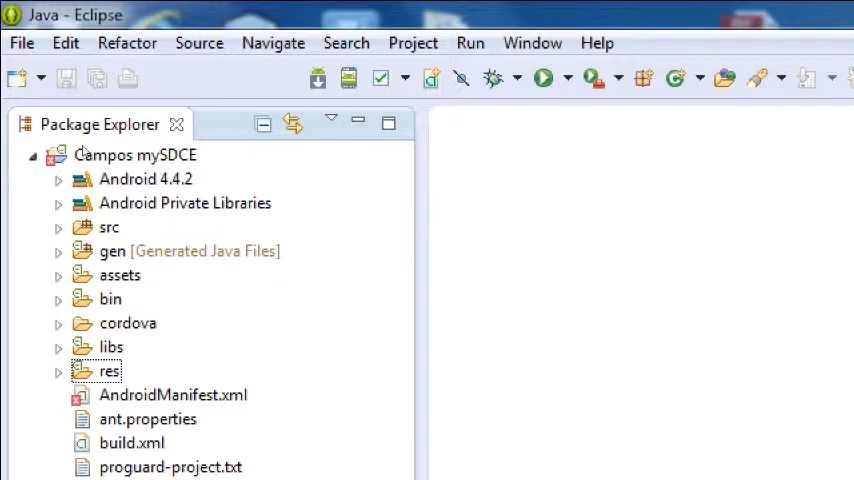 Java - Eclipse
File Edit Refactor Source Navigate Search Project Run Window Help
Package Explorer
Campos mySDCE
Android 4.4.2
Android Private Libraries
src
gen [Generated Java Files]
assets
bin
cordova
libs
res
AndroidManifest.xml
ant.properties
build.xml
proguard-project.txt